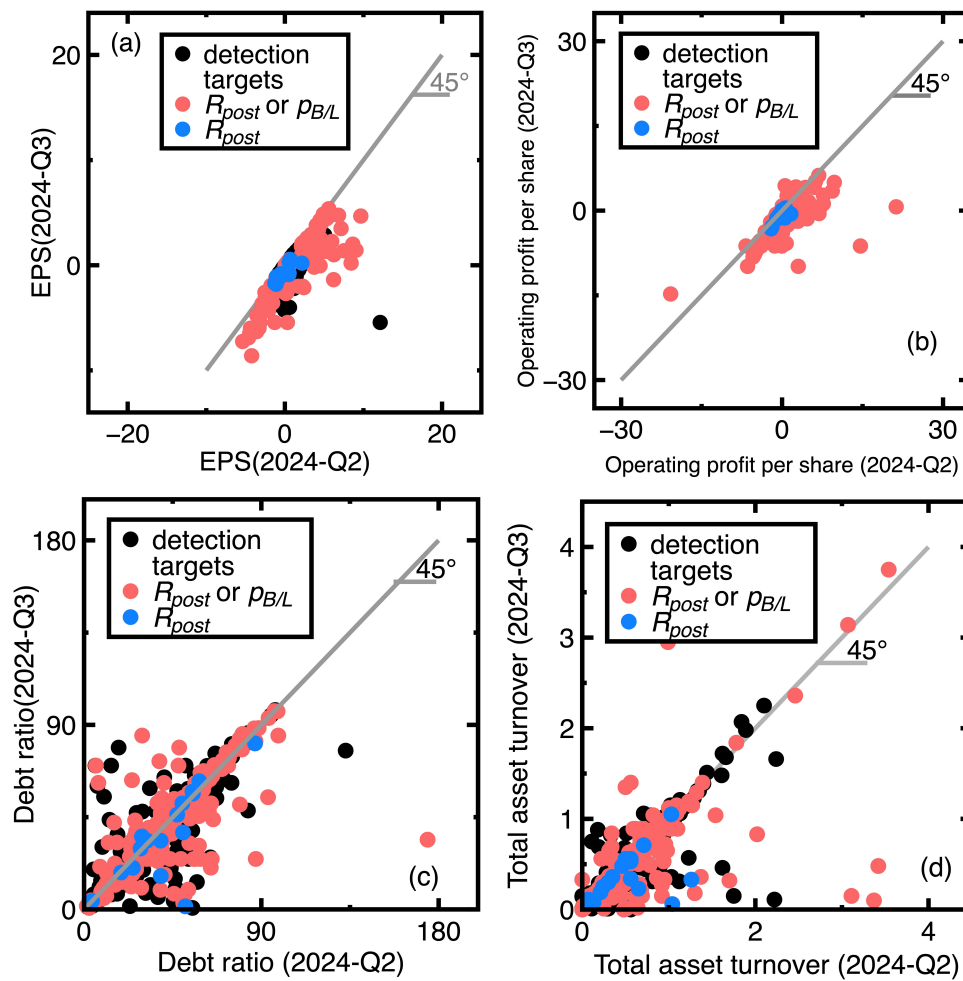 (a)
detection
targets
R_post or p_B/L
R_post
45°
20
0
−20
0
20
EPS(2024-Q3)
EPS(2024-Q2)
detection
targets
R_post or p_B/L
R_post
45°
(b)
30
0
−30
−30
0
30
Operating profit per share (2024-Q3)
Operating profit per share (2024-Q2)
detection
targets
R_post or p_B/L
R_post
45°
(c)
180
90
0
0
90
180
Debt ratio(2024-Q3)
Debt ratio (2024-Q2)
detection
targets
R_post or p_B/L
R_post
45°
(d)
4
3
2
1
0
0
2
4
Total asset turnover (2024-Q3)
Total asset turnover (2024-Q2)